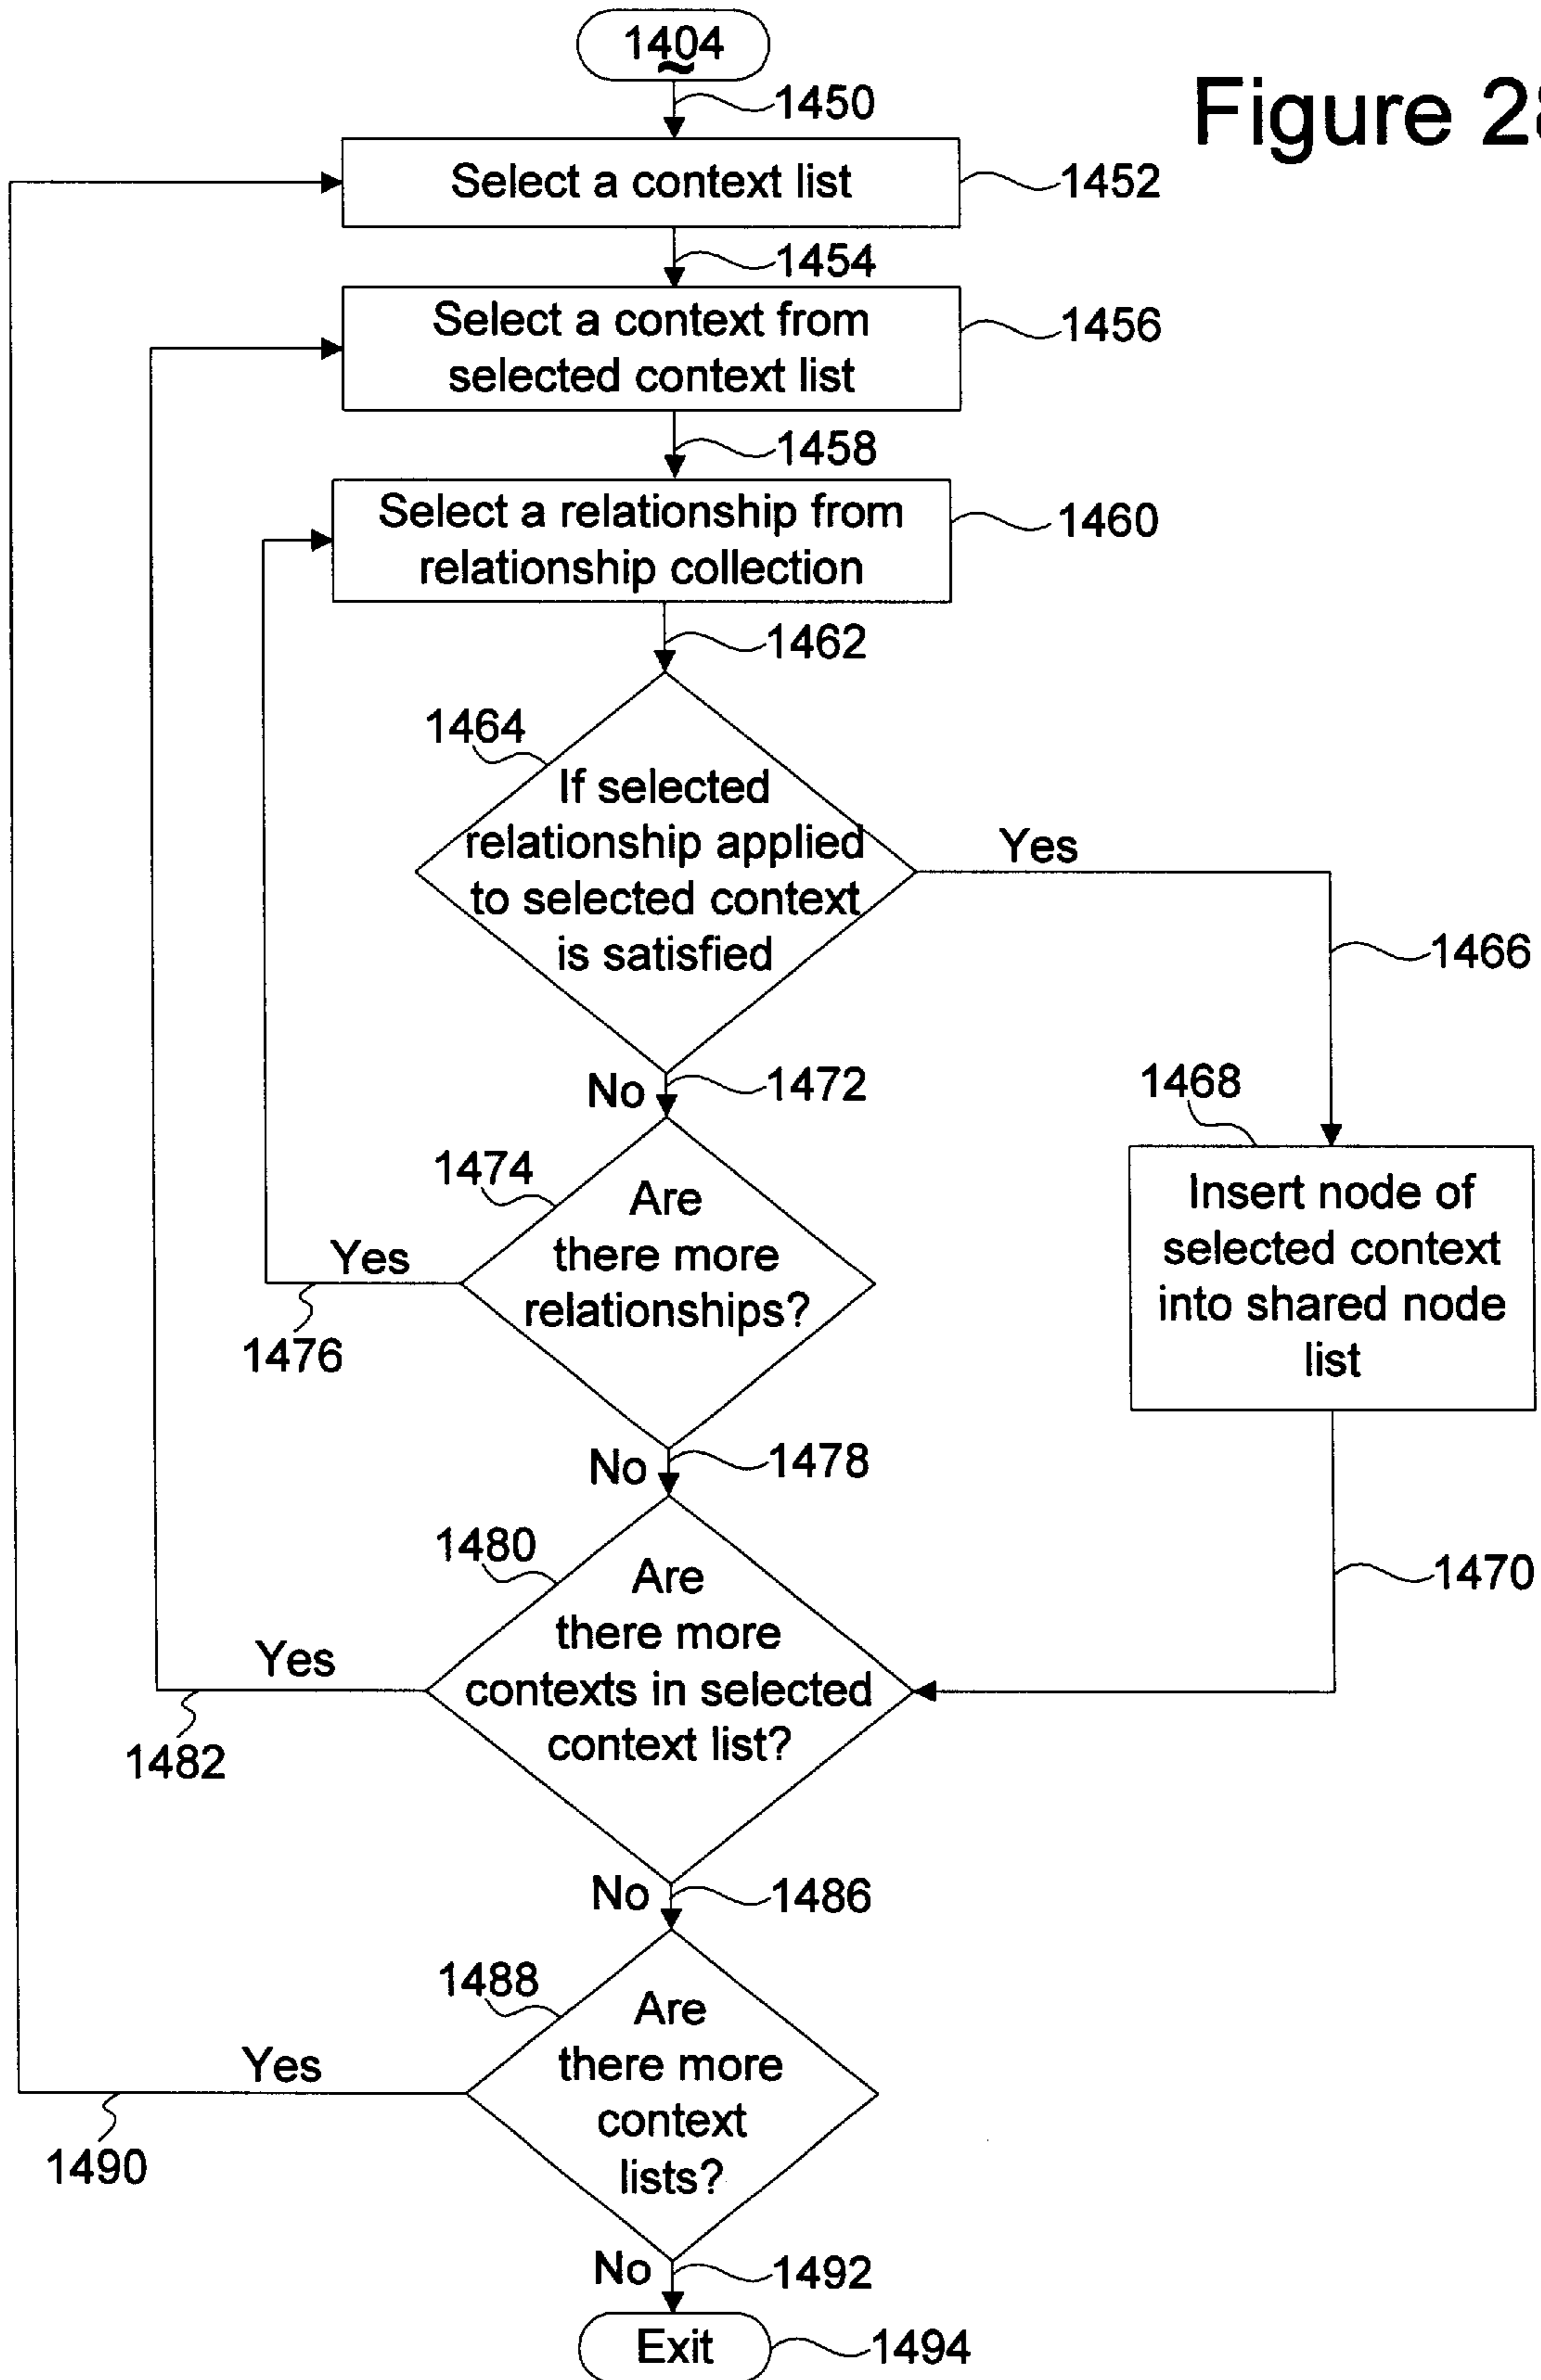 1404
Figure 28
1450
Select a context list
1452
1454
Select a context from
selected context list
1456
1458
Select a relationship from
relationship collection
1460
1462
1464
If selected
relationship applied
to selected context
is satisfied
Yes
1466
No
1472
1468
Insert node of
selected context
into shared node
list
1474
Are
there more
relationships?
Yes
1476
No
1478
1470
1480
Are
there more
contexts in selected
context list?
Yes
1482
No
1486
1488
Are
there more
context
lists?
Yes
1490
No
1492
Exit
1494